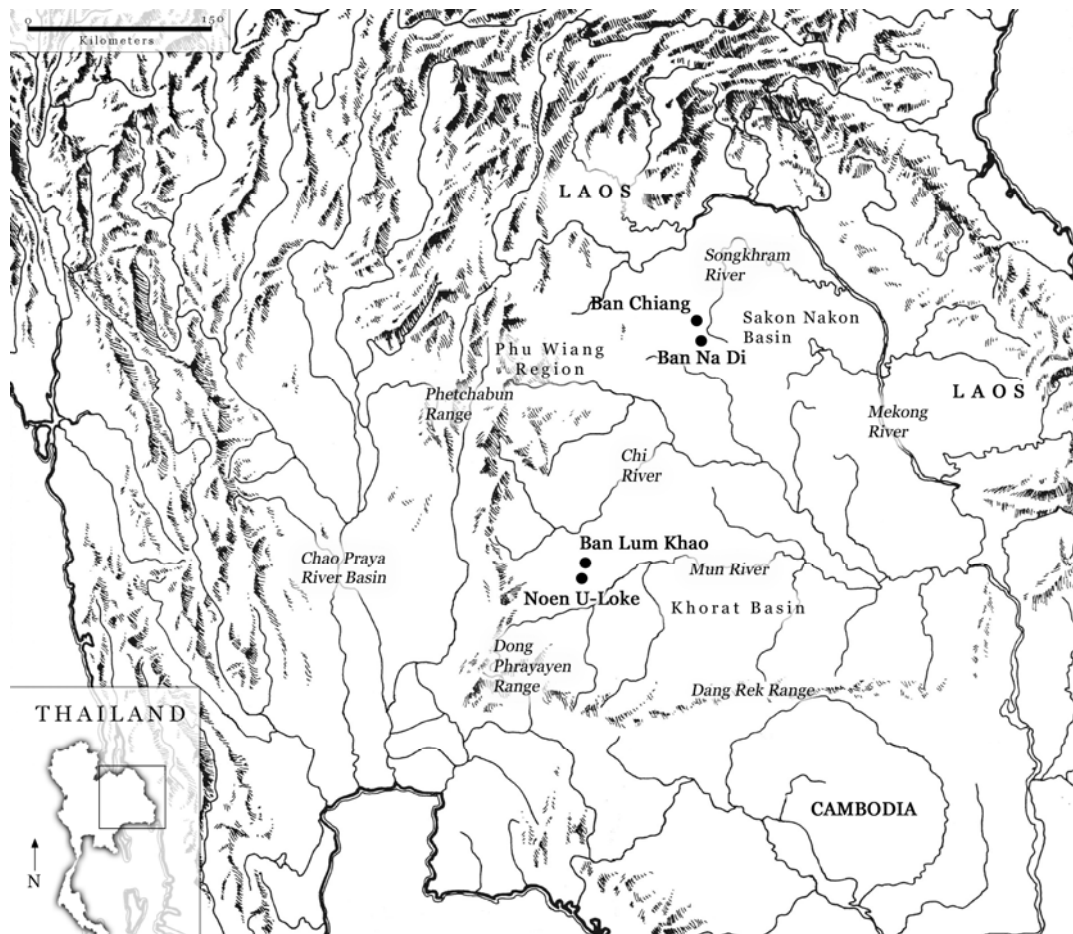 0 150
Kilometers
LAOS
Songkhram
River
Ban Chiang
Sakon Nakon
Basin
Phu Wiang
Region
Ban Na Di
Phetchabun
Range
LAOS
Mekong
River
Chi
River
Ban Lum Khao
Chao Praya
River Basin
Mun River
Noen U-Loke
Khorat Basin
Dong
Phrayayen
Range
Dang Rek Range
THAILAND
CAMBODIA
N